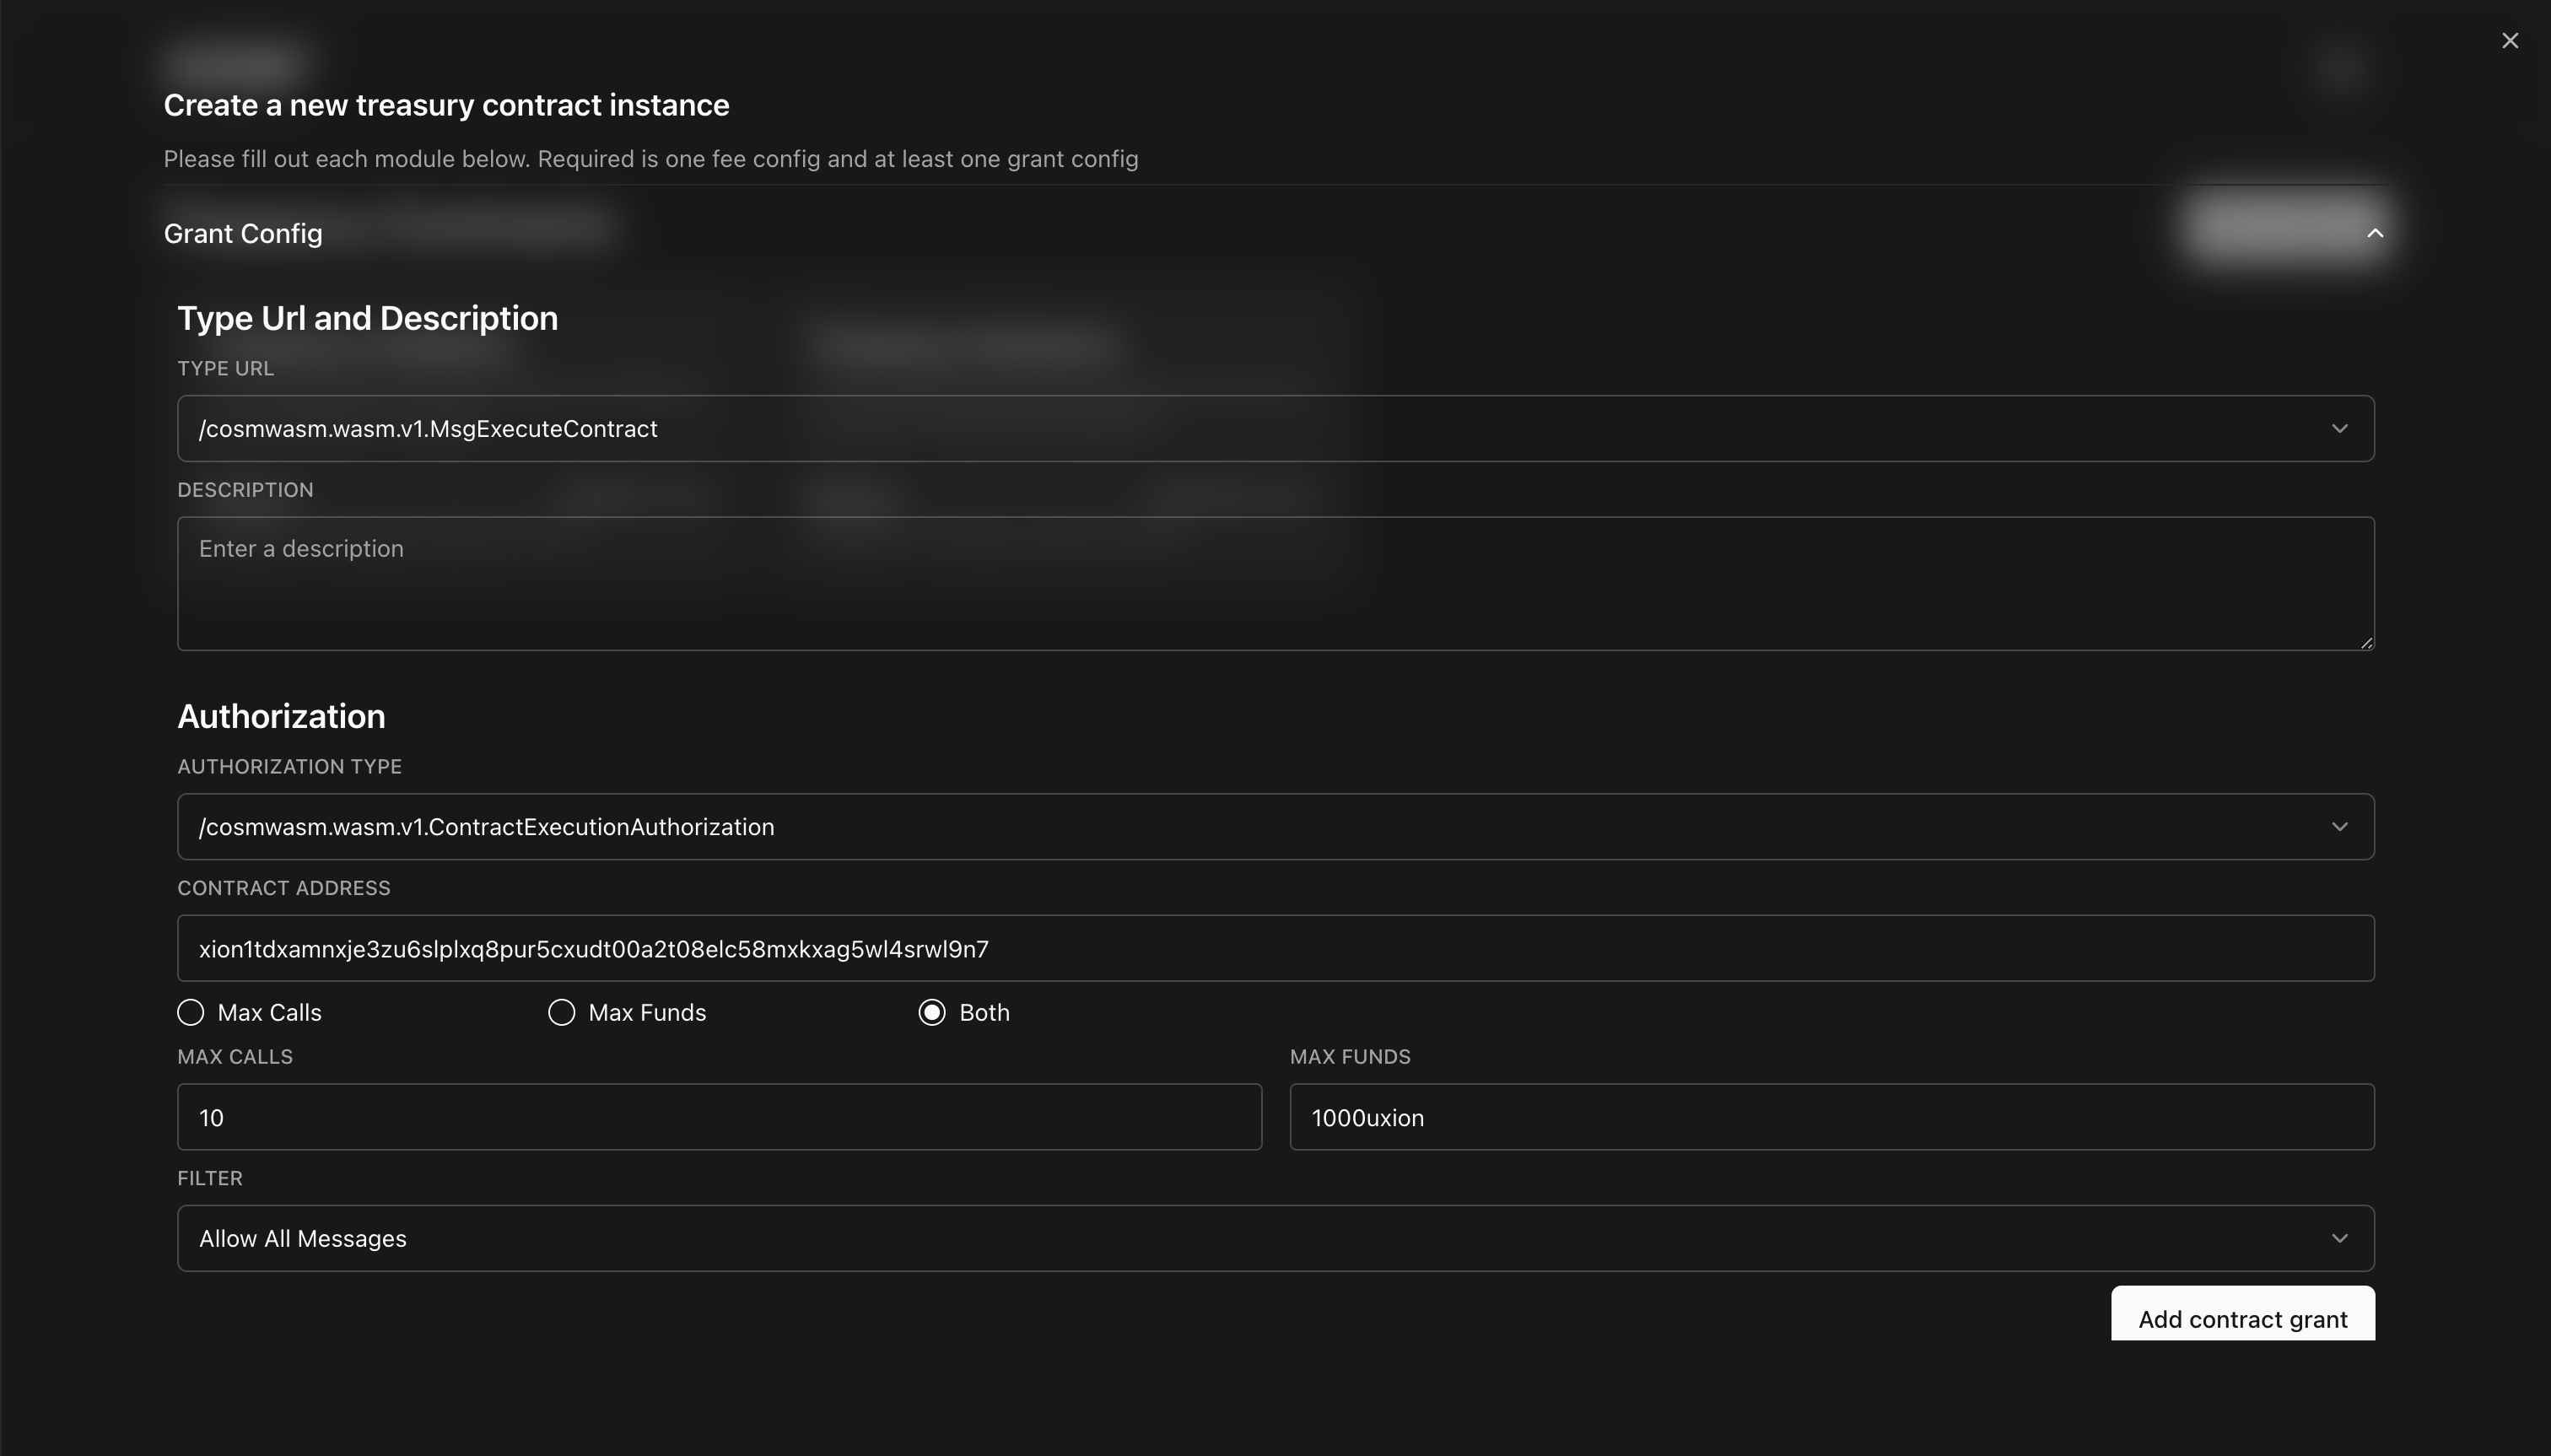 Create a new treasury contract instance
Please fill out each module below. Required is one fee config and at least one grant config
Grant Config
Type Url and Description
TYPE URL
/cosmwasm.wasm.v1.MsgExecuteContract
DESCRIPTION
Enter a description
Authorization
AUTHORIZATION TYPE
/cosmwasm.wasm.v1.ContractExecutionAuthorization
CONTRACT ADDRESS
xion1tdxamnxje3zu6slplxq8pur5cxudt00a2t08elc58mxkxag5wl4srwl9n7
Max Calls Max Funds Both
MAX CALLS MAX FUNDS
10 1000uxion
FILTER
Allow All Messages
Add contract grant